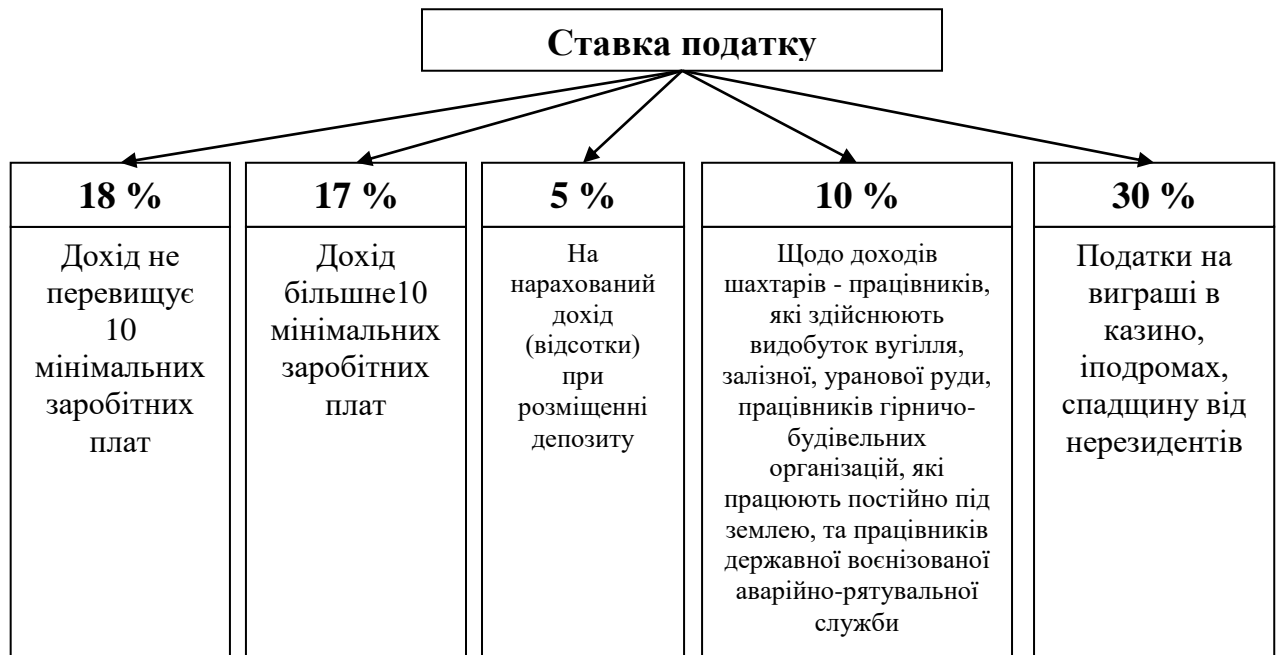 Ставка податку
18 %
Дохід не
перевищує
10
мінімальних
заробітних
плат
17 %
Дохід
більшне10
мінімальних
заробітних
плат
5 %
На
нарахований
дохід
(відсотки)
при
розміщенні
депозиту
10 %
Щодо доходів
шахтарів - працівників,
які здійснюють
видобуток вугілля,
залізної, уранової руди,
працівників гірничо-
будівельних
організацій, які
працюють постійно під
землею, та працівників
державної воєнізованої
аварійно-рятувальної
служби
30 %
Податки на
виграші в
казино,
іподромах,
спадщину від
нерезидентів